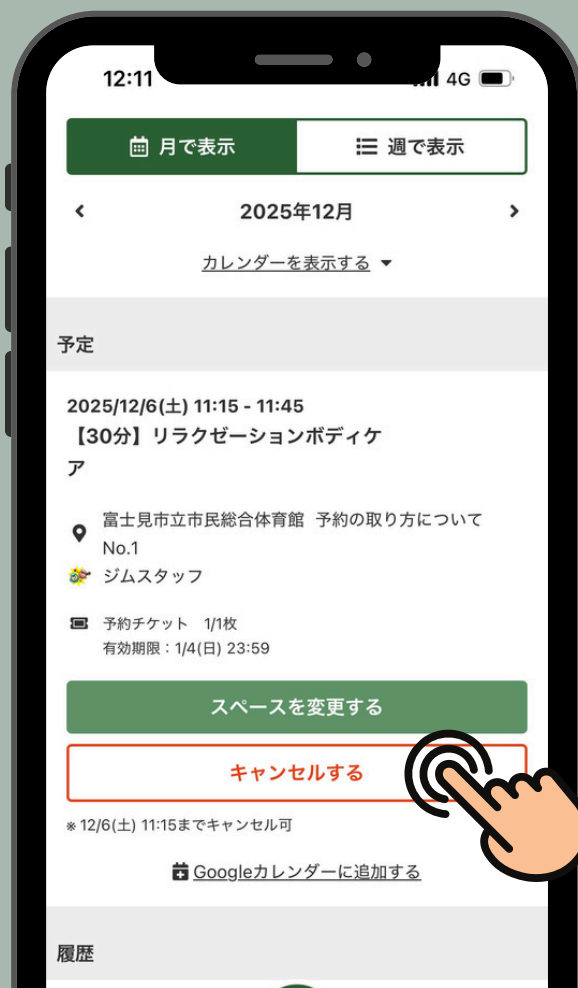 12:11
4G
月で表示
週で表示
2025年12月
カレンダーを表示する
予定
2025/12/6(土) 11:15 - 11:45
【30分】リラクゼーションボディケ
ア
富士見市立市民総合体育館 予約の取り方について
No.1
ジムスタッフ
予約チケット 1/1枚
有効期限：1/4(日) 23:59
スペースを変更する
キャンセルする
※ 12/6(土) 11:15までキャンセル可
Googleカレンダーに追加する
履歴